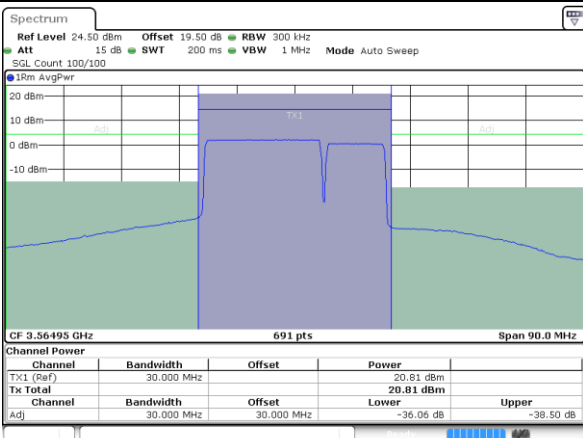 Spectrum
Ref Level 24.50 dBm Offset 19.50 dB RBW 300 kHz
Att 15 dB SWT 200 ms VBW 1 MHz Mode Auto Sweep
SGL Count 100/100
1Rm AvgPwr
20 dBm
TX1
10 dBm
Adj Adj
0 dBm
-10 dBm
CF 3.56495 GHz 691 pts Span 90.0 MHz
Channel Power
Channel Bandwidth Offset Power
TX1 (Ref) 30.000 MHz 20.81 dBm
Tx Total 20.81 dBm
Channel Bandwidth Offset Lower Upper
Adj 30.000 MHz 30.000 MHz -36.06 dB -38.50 dB